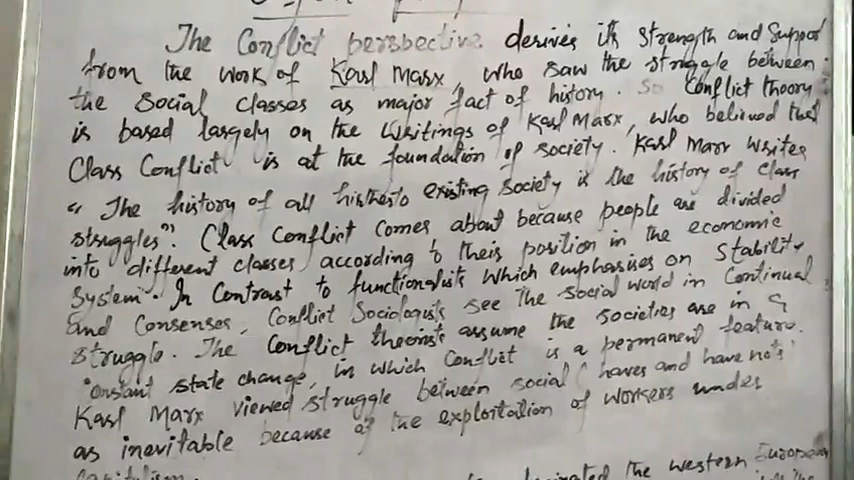 The Conflict perspective derives its strength and Support
from the work of Karl Marx, who saw the struggle between
the social classes as major fact of history. So Conflict theory
is based largely on the writings of Karl Marx, who believed that
Class Conflict is at the foundation of society. Karl Marx writes
" The history of all hitherto existing society is the history of class
struggles". Class Conflict comes about because people are divided
into different classes according to their position in the economic
System. In Contrast to functionalists which emphasises on Stability
and Consenses, Conflict Sociologists see the social world in Continual
struggle. The Conflict theorists assume the societies are in a
Constant state change, in which Conflict is a permanent feature.
Karl Marx viewed struggle between social 'haves and have nots'
as inevitable because of the exploitation of workers under
Capitalism.
dominated the western European